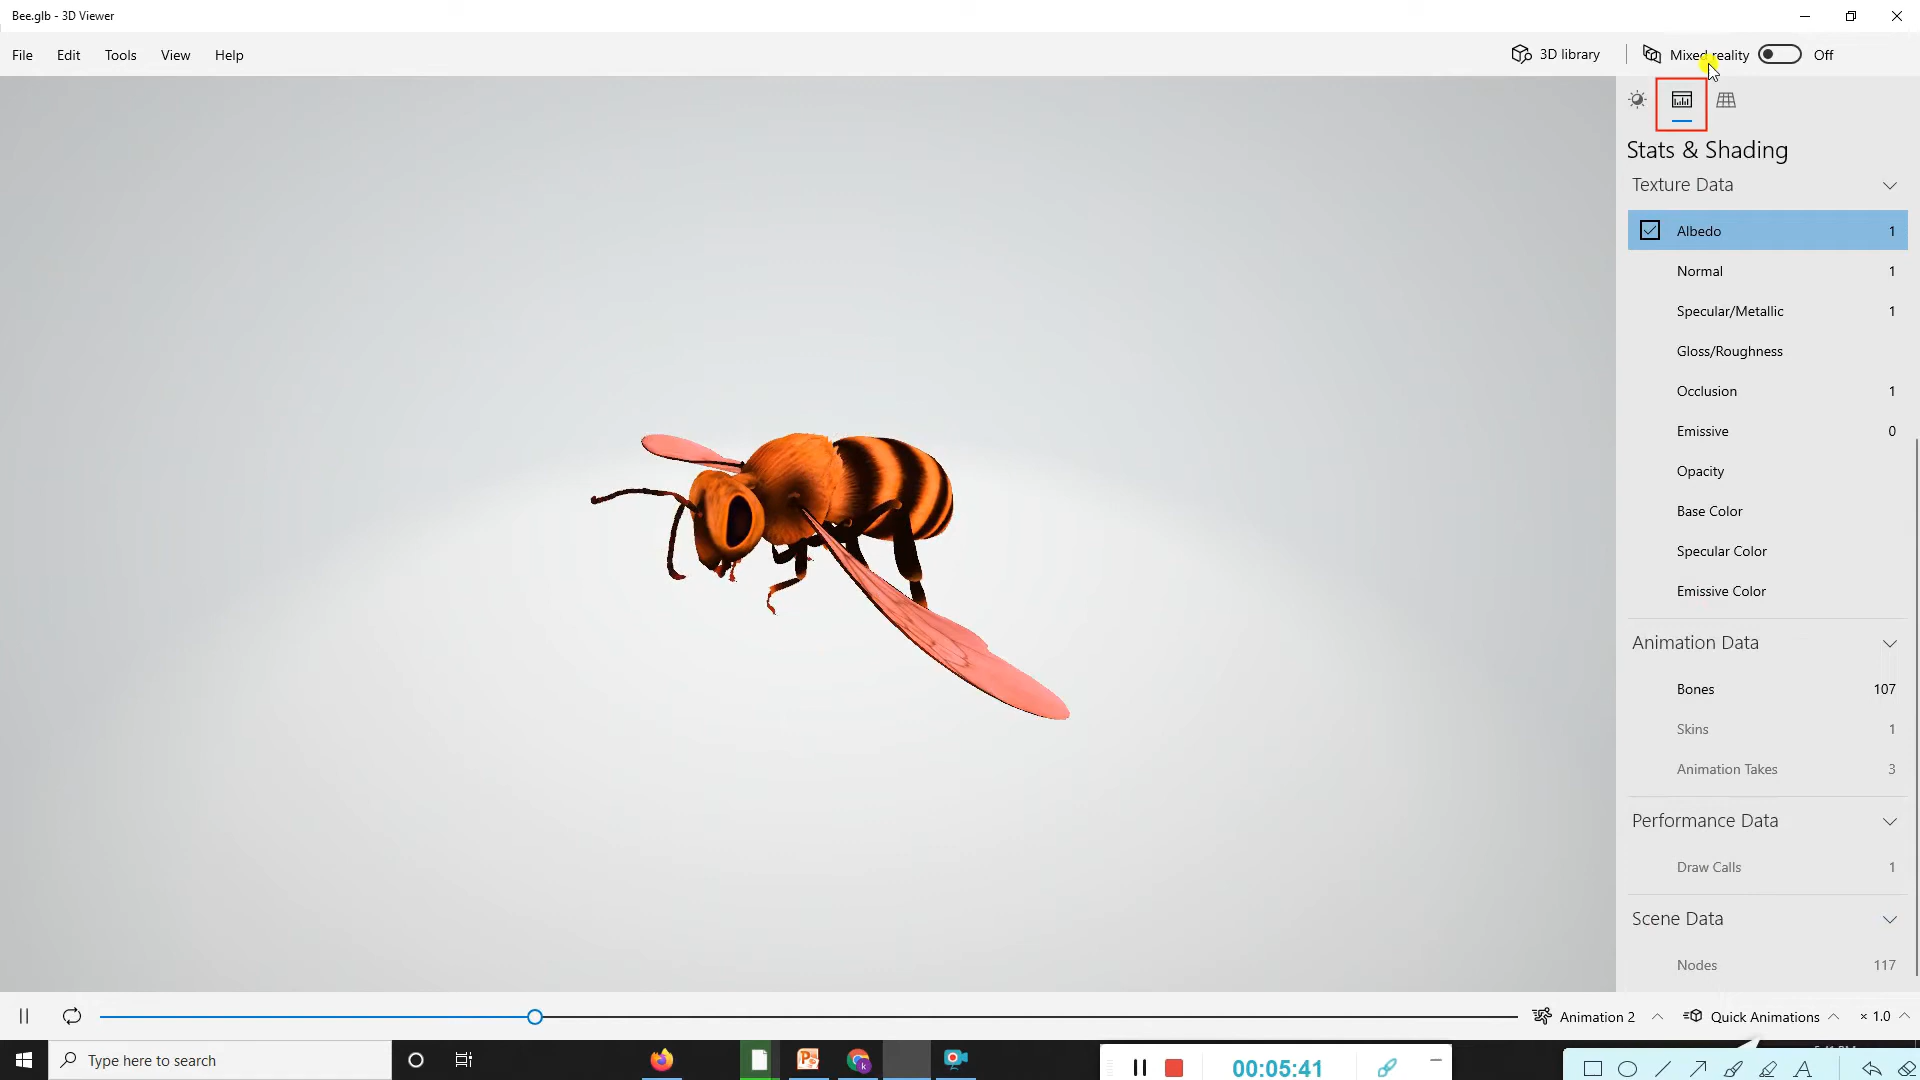 Bee.glb - 3D Viewer
File Edit Tools View Help
3D library Mixed reality Off
Stats & Shading
Texture Data
Albedo 1
Normal 1
Specular/Metallic 1
Gloss/Roughness
Occlusion 1
Emissive 0
Opacity
Base Color
Specular Color
Emissive Color
Animation Data
Bones 107
Skins 1
Animation Takes 3
Performance Data
Draw Calls 1
Scene Data
Nodes 117
Animation 2 Quick Animations × 1.0
Type here to search
00:05:41